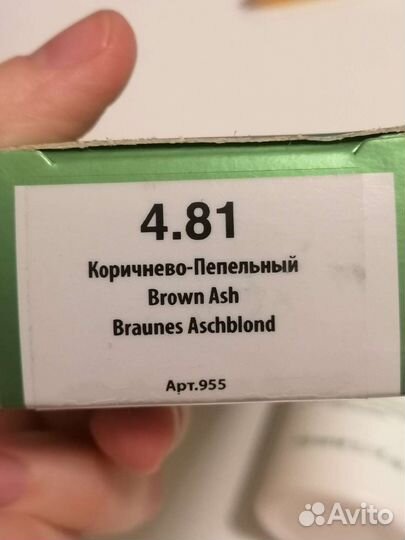 4.81
Коричнево-Пепельный
Brown Ash
Braunes Aschblond
Арт.955
Avito